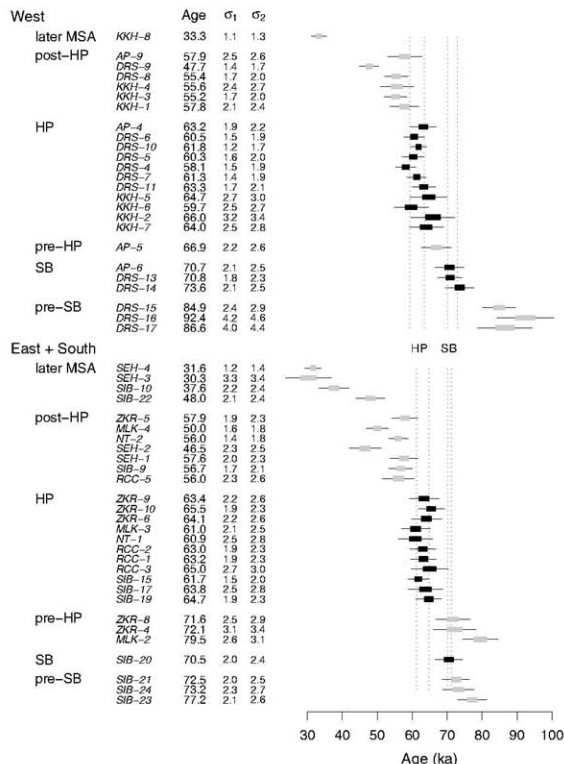 West Age σ1 σ2
later MSA KKH-8 33.3 1.1 1.3
post-HP AP-9 57.9 2.5 2.6
DRS-9 47.7 1.4 1.7
DRS-8 55.4 1.7 2.0
KKH-4 55.6 2.4 2.7
KKH-3 55.2 1.7 2.0
KKH-1 57.8 2.1 2.4
HP AP-4 63.2 1.9 2.2
DRS-6 60.5 1.5 1.9
DRS-10 61.8 1.2 1.7
DRS-5 60.3 1.6 2.0
DRS-4 58.1 1.5 1.9
DRS-7 61.3 1.4 1.9
DRS-11 63.3 1.7 2.1
KKH-5 64.7 2.7 3.0
KKH-6 59.7 2.5 2.7
KKH-2 66.0 3.2 3.4
KKH-7 64.0 2.5 2.8
pre-HP AP-5 66.9 2.2 2.6
SB AP-6 70.7 2.1 2.5
DRS-13 70.8 1.8 2.3
DRS-14 73.6 2.1 2.5
pre-SB DRS-15 84.9 2.4 2.9
DRS-16 92.4 4.2 4.6
DRS-17 86.6 4.0 4.4
East + South HP SB
later MSA SEH-4 31.6 1.2 1.4
SEH-3 30.3 3.3 3.4
SIB-10 37.6 2.2 2.4
SIB-22 48.0 2.1 2.4
post-HP ZKR-5 57.9 1.9 2.3
MLK-4 50.0 1.6 1.8
NT-2 56.0 1.4 1.8
SEH-2 46.5 2.3 2.5
SEH-1 57.6 2.0 2.3
SIB-9 56.7 1.7 2.1
RCC-5 56.0 2.3 2.6
HP ZKR-9 63.4 2.2 2.6
ZKR-10 65.5 1.9 2.3
ZKR-6 64.1 2.2 2.6
MLK-3 61.0 2.1 2.5
NT-1 60.9 2.5 2.8
RCC-2 63.0 1.9 2.3
RCC-1 63.2 1.9 2.3
RCC-3 65.0 2.7 3.0
SIB-15 61.7 1.5 2.0
SIB-17 63.8 2.5 2.8
SIB-19 64.7 1.9 2.3
pre-HP ZKR-8 71.6 2.5 2.9
ZKR-4 72.1 3.1 3.4
MLK-2 79.5 2.6 3.1
SB SIB-20 70.5 2.0 2.4
pre-SB SIB-21 72.5 2.0 2.5
SIB-24 73.2 2.3 2.7
SIB-23 77.2 2.1 2.6
30 40 50 60 70 80 90 100
Age (ka)